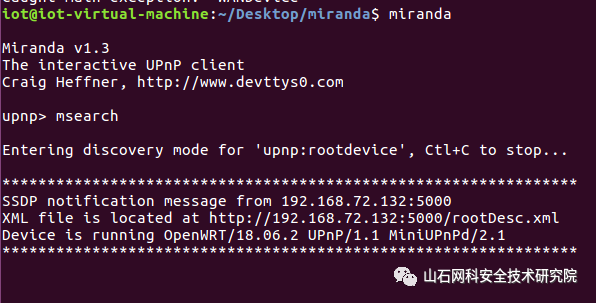 iot@iot-virtual-machine:~/Desktop/miranda$ miranda
Miranda v1.3
The interactive UPnP client
Craig Heffner, http://www.devttys0.com
upnp> msearch
Entering discovery mode for 'upnp:rootdevice', Ctl+C to stop...
****************************************************************
SSDP notification message from 192.168.72.132:5000
XML file is located at http://192.168.72.132:5000/rootDesc.xml
Device is running OpenWRT/18.06.2 UPnP/1.1 MiniUPnPd/2.1
****************************************************************
山石网科安全技术研究院